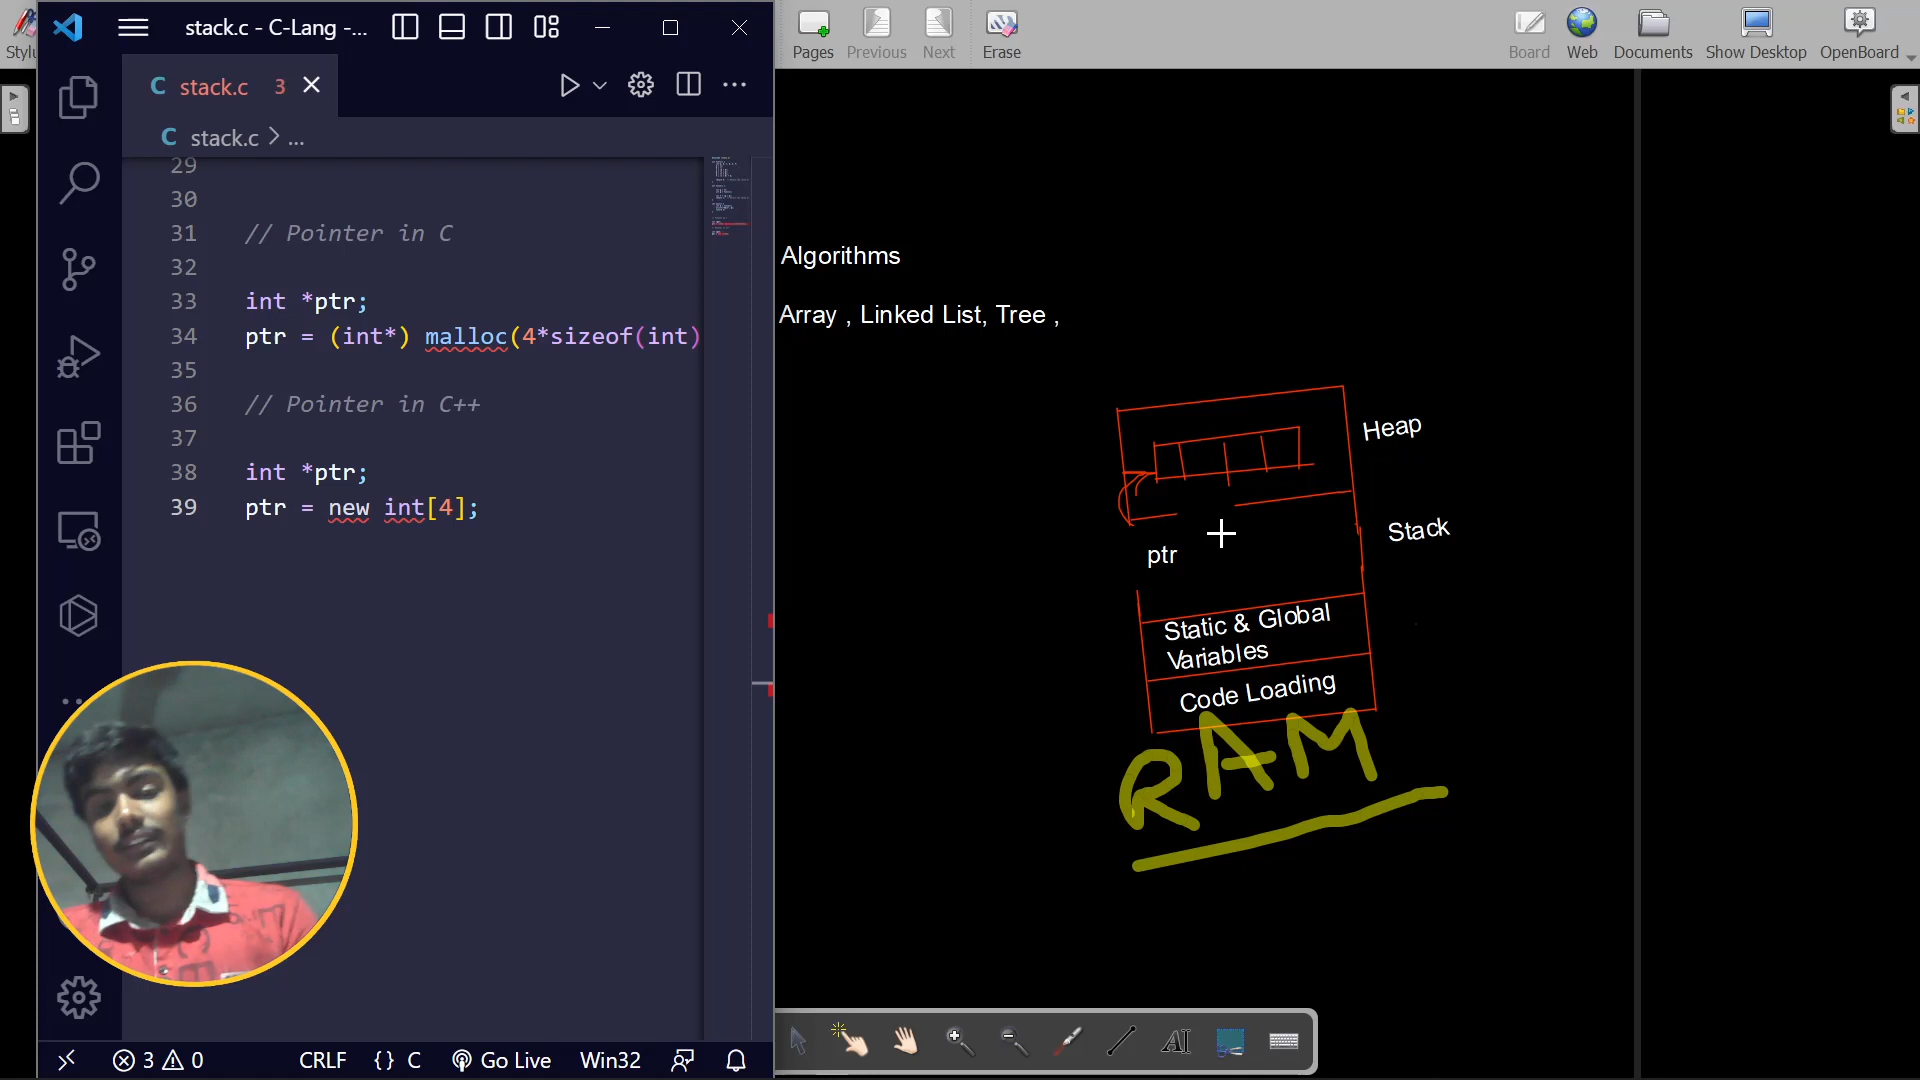 Stylu
stack.c - C-Lang -...
Pages
Previous
Next
Erase
Board
Web
Documents
Show Desktop
OpenBoard
C stack.c 3
C stack.c > ...
29
30
31 // Pointer in C
32
33 int *ptr;
34 ptr = (int*) malloc(4*sizeof(int)
35
36 // Pointer in C++
37
38 int *ptr;
39 ptr = new int[4];
Algorithms
Array , Linked List, Tree ,
Heap
Stack
ptr
Static & Global
Variables
Code Loading
RAM
3 0 CRLF {} C Go Live Win32